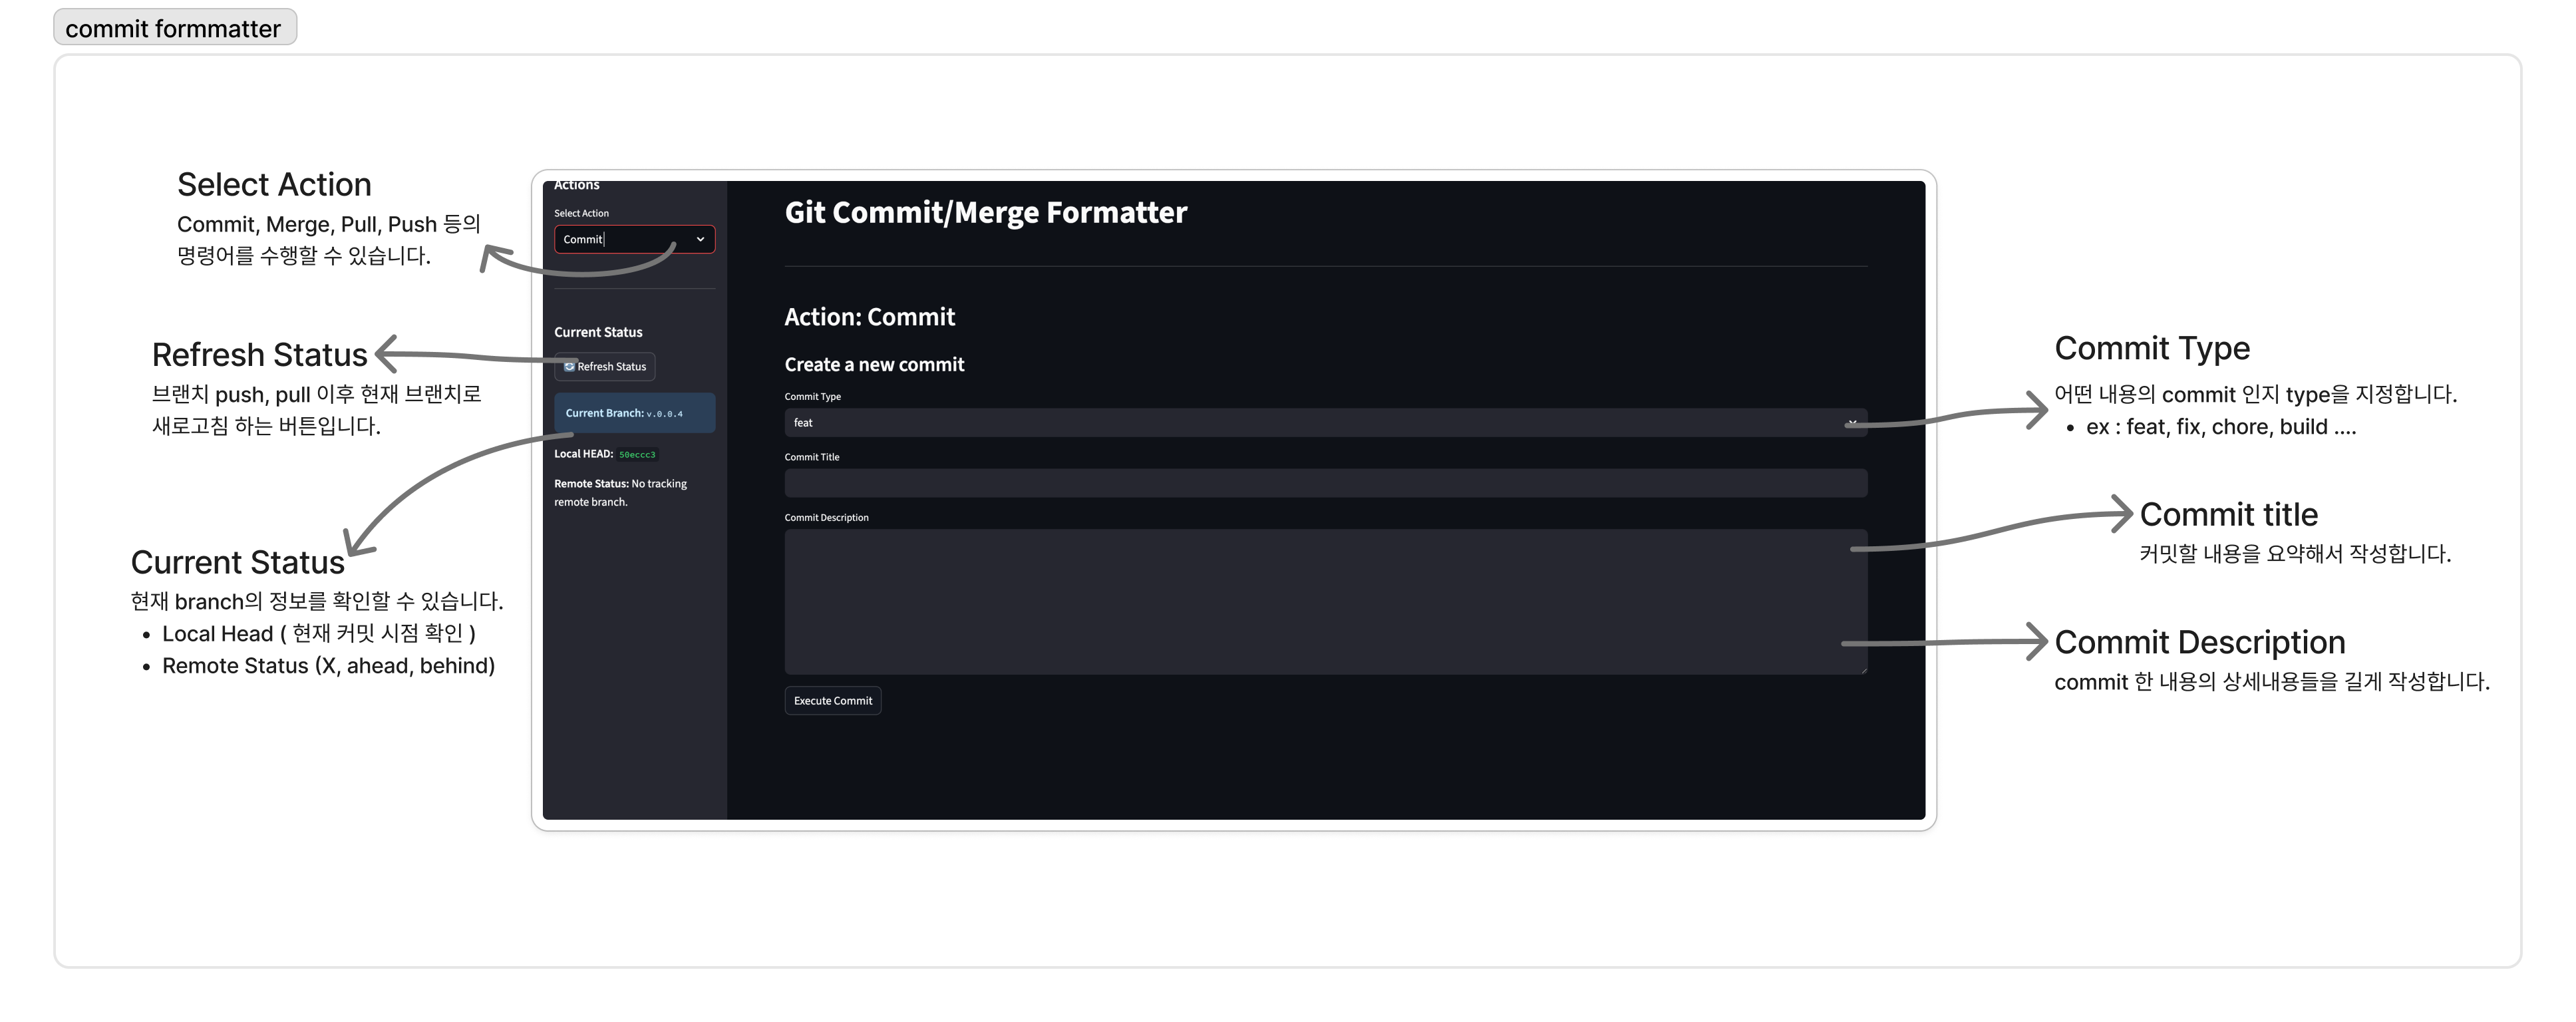 commit formmatter
Select Action
Commit, Merge, Pull, Push 등의
명령어를 수행할 수 있습니다.
Refresh Status
브랜치 push, pull 이후 현재 브랜치로
새로고침 하는 버튼입니다.
Current Status
현재 branch의 정보를 확인할 수 있습니다.
• Local Head ( 현재 커밋 시점 확인 )
• Remote Status (X, ahead, behind)
Actions
Select Action
Commit
Current Status
Refresh Status
Current Branch: v.0.0.4
Local HEAD: 50eccc3
Remote Status: No tracking
remote branch.
Git Commit/Merge Formatter
Action: Commit
Create a new commit
Commit Type
feat
Commit Title
Commit Description
Execute Commit
Commit Type
어떤 내용의 commit 인지 type을 지정합니다.
• ex : feat, fix, chore, build ....
Commit title
커밋할 내용을 요약해서 작성합니다.
Commit Description
commit 한 내용의 상세내용들을 길게 작성합니다.